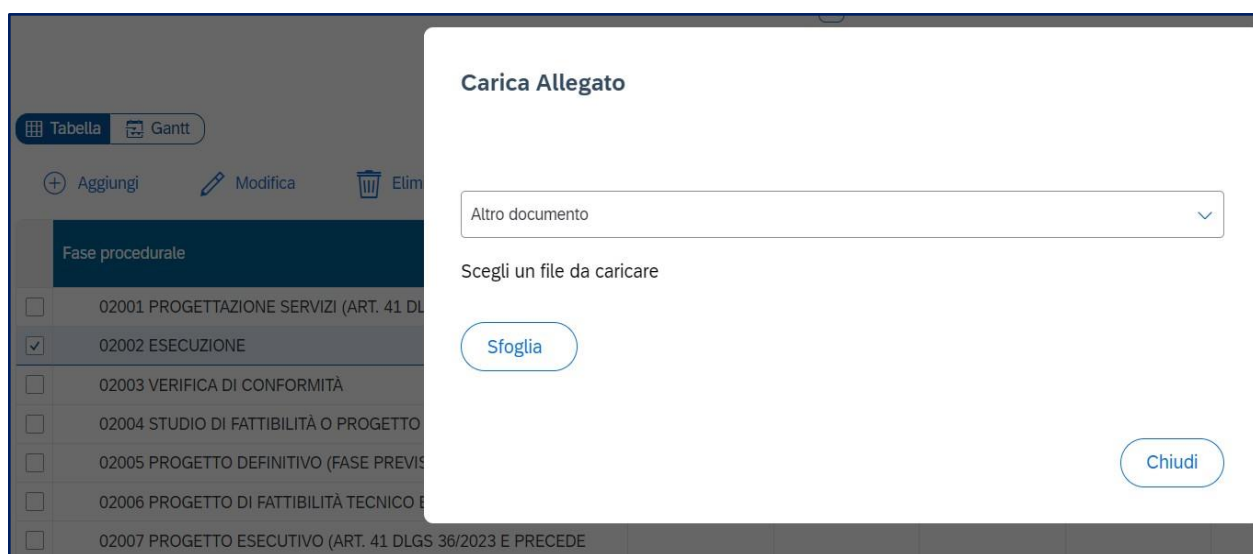 Carica Allegato
Tabella
Gantt
Aggiungi
Modifica
Elim
Altro documento
Fase procedurale
Scegli un file da caricare
02001 PROGETTAZIONE SERVIZI (ART. 41 DL
02002 ESECUZIONE
Sfoglia
02003 VERIFICA DI CONFORMITÀ
02004 STUDIO DI FATTIBILITÀ O PROGETTO
02005 PROGETTO DEFINITIVO (FASE PREVIS
Chiudi
02006 PROGETTO DI FATTIBILITÀ TECNICO E
02007 PROGETTO ESECUTIVO (ART. 41 DLGS 36/2023 E PRECEDE